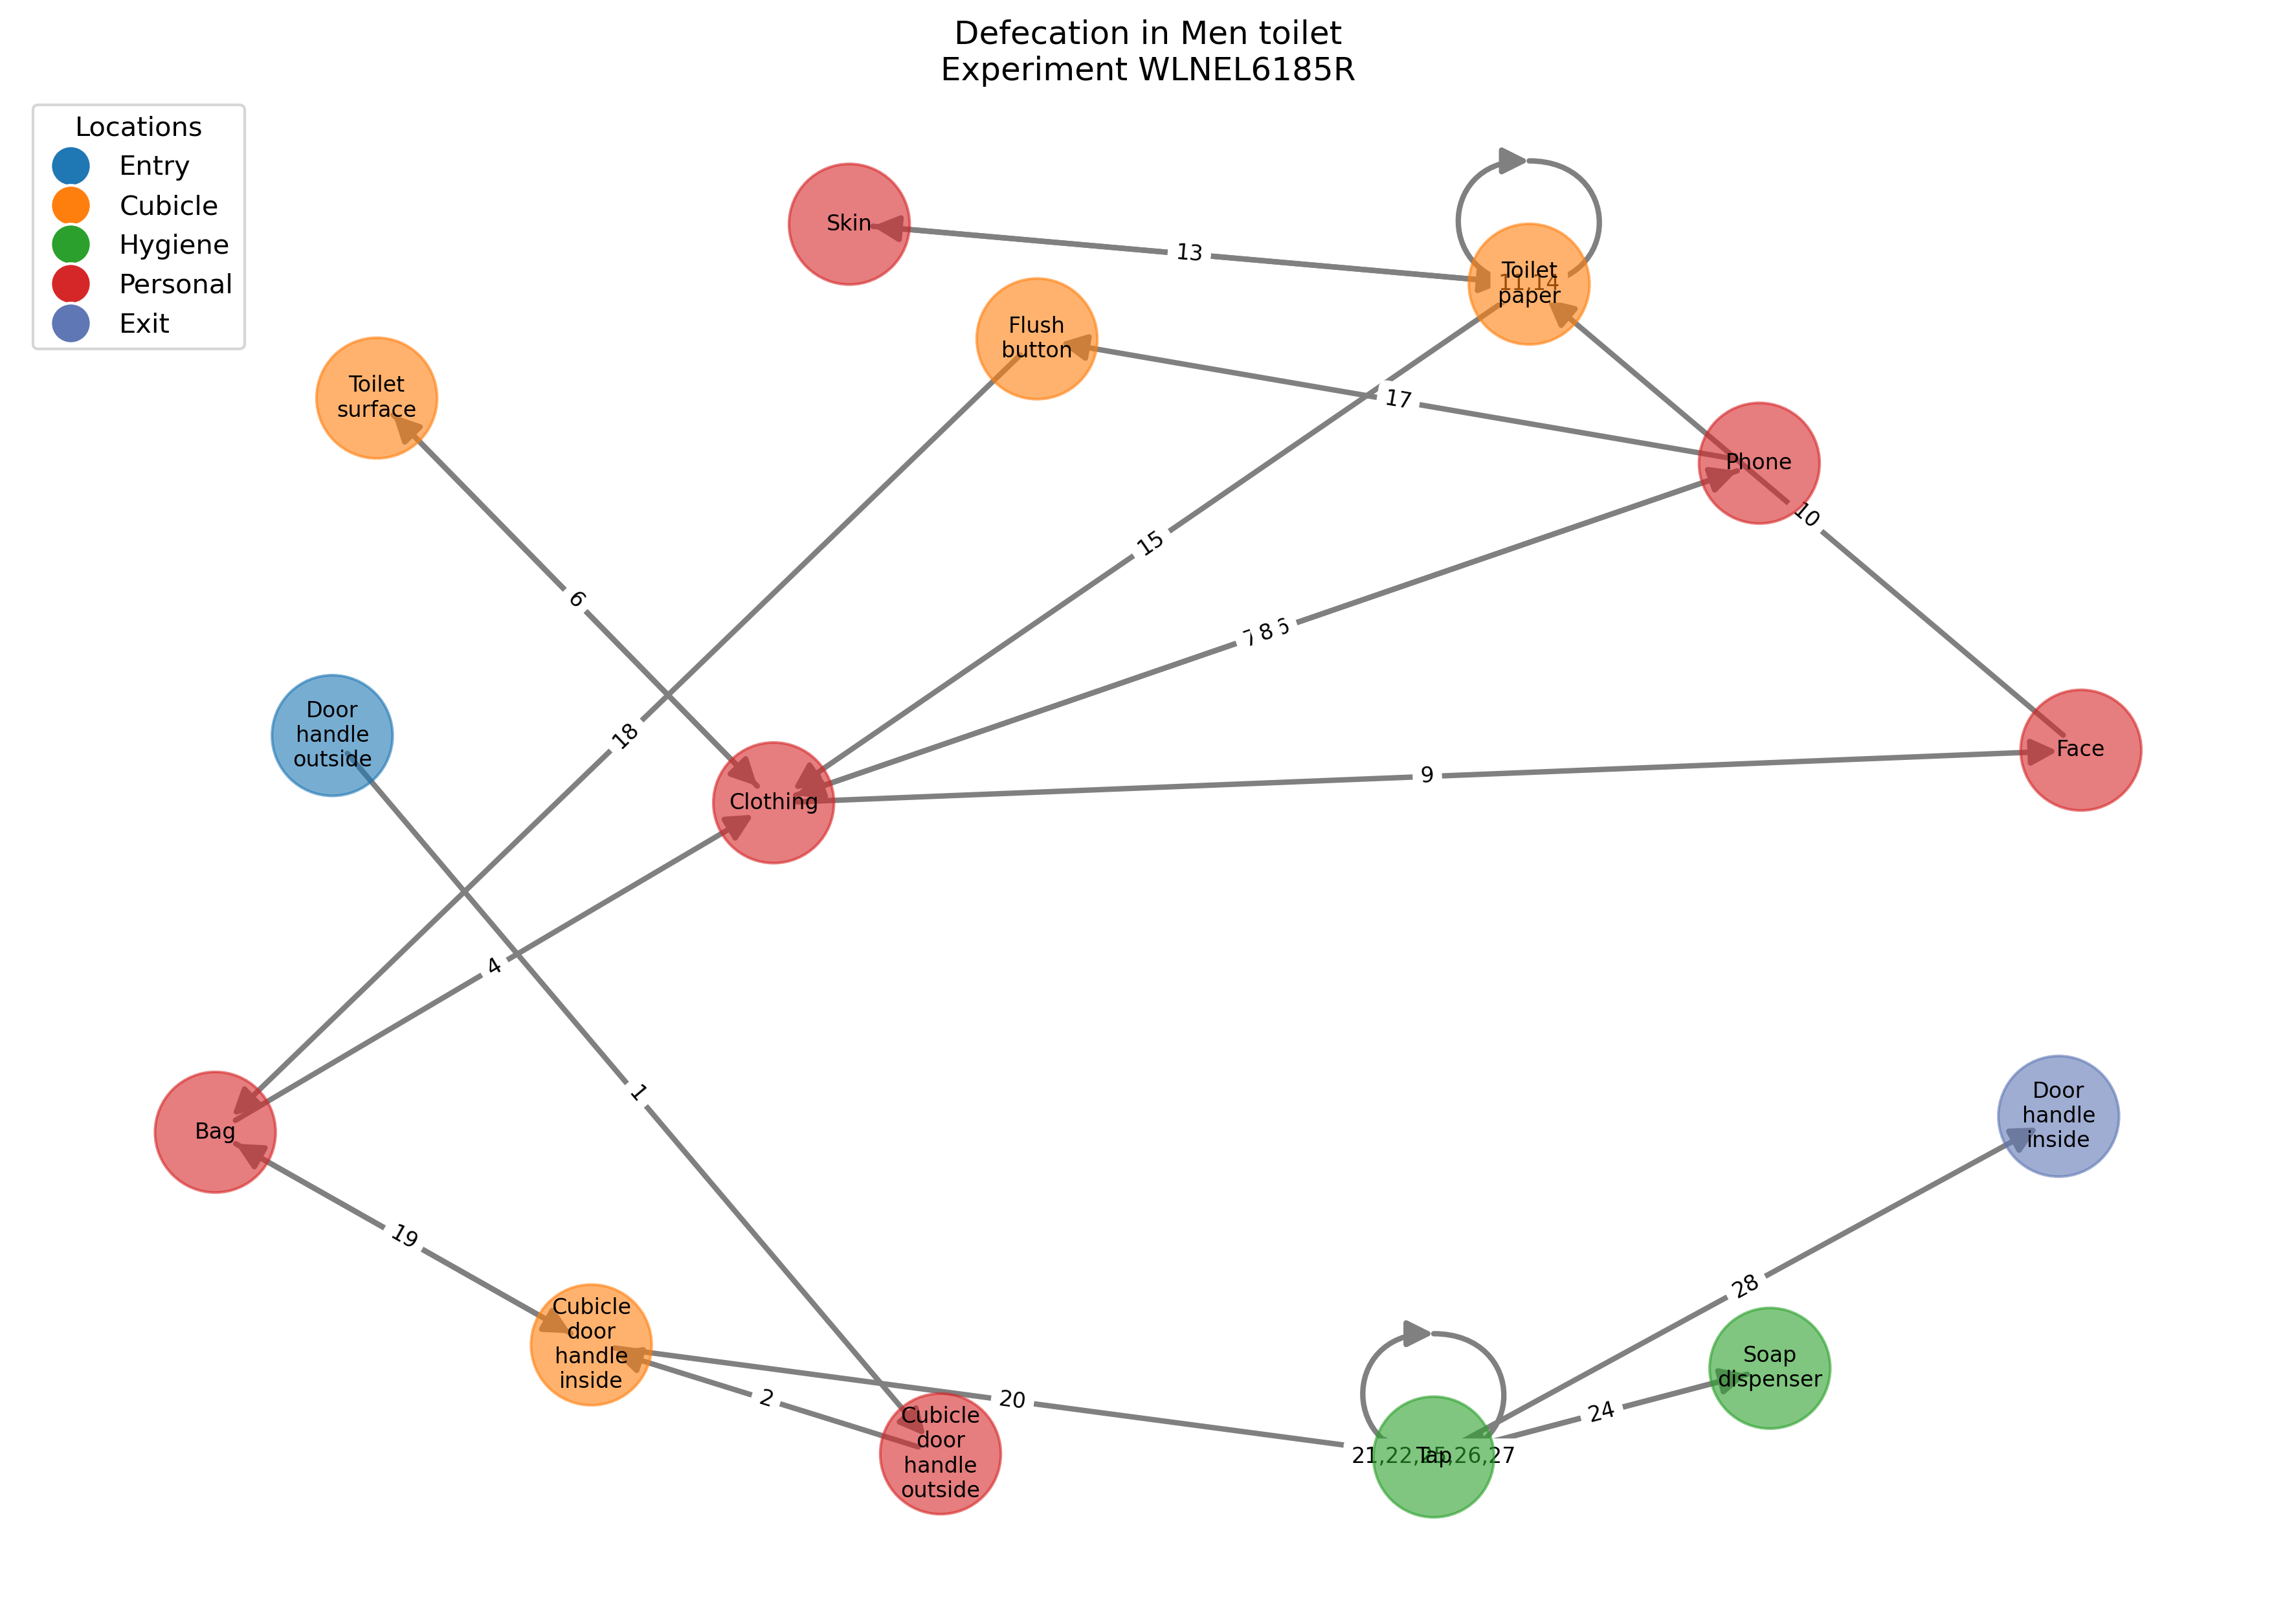 Defecation in Men toilet
Experiment WLNEL6185R
Locations
Entry
Cubicle
Hygiene
Personal
Exit
Skin
13
Toilet
paper
11,14
Flush
button
17
Toilet
surface
Phone
10
15
6
7
8
Door
handle
outside
18
Face
9
Clothing
4
1
Bag
Door
handle
inside
19
28
Cubicle
door
handle
inside
2
20
Cubicle
door
handle
outside
Soap
dispenser
24
Tap
21,22,25,26,27